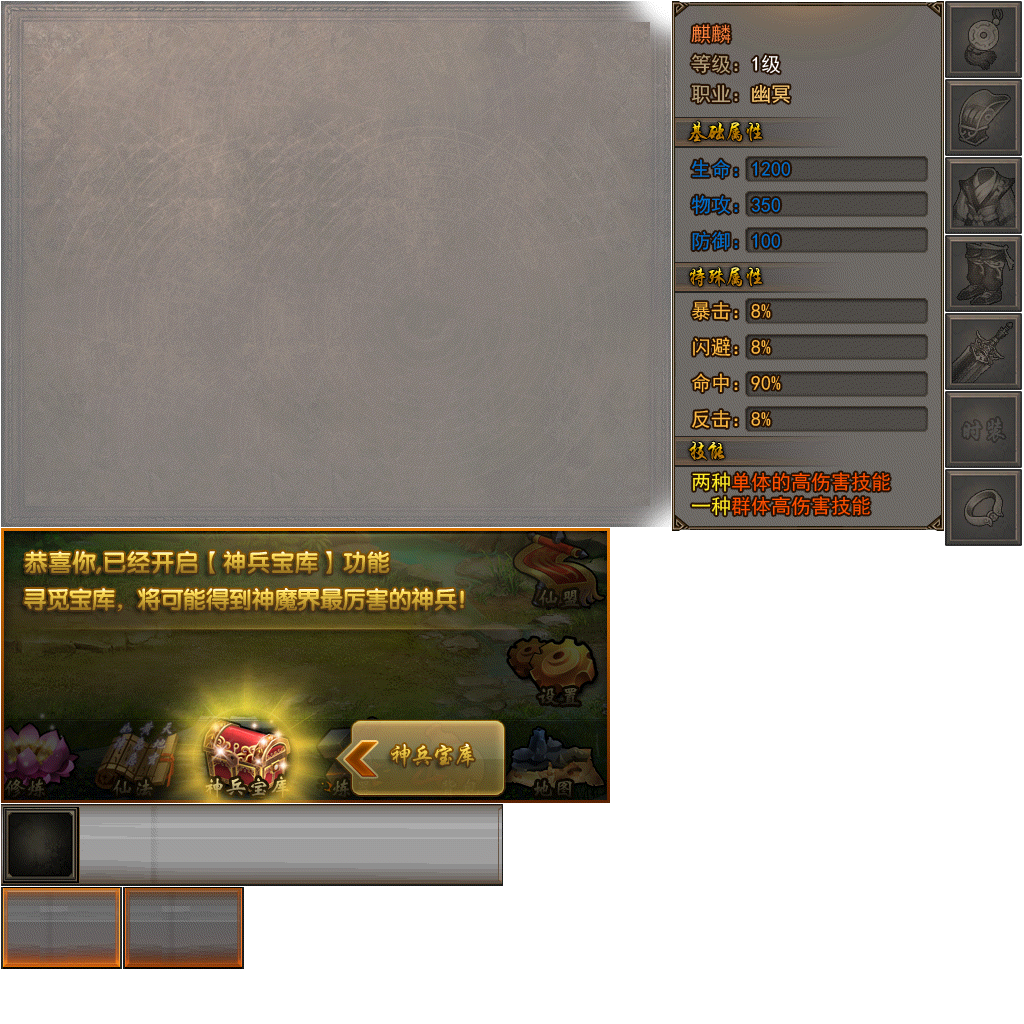 麒麟
等级：1级
职业：幽冥
基础属性
生命：1200
物攻：350
防御：100
特殊属性
暴击：8%
闪避：8%
命中：90%
反击：8%
技能
两种单体的高伤害技能
一种群体高伤害技能
时装
恭喜你,已经开启【神兵宝库】功能
寻觅宝库，将可能得到神魔界最厉害的神兵！
仙盟
设置
神兵宝库
修炼
仙法
神兵宝库
地图